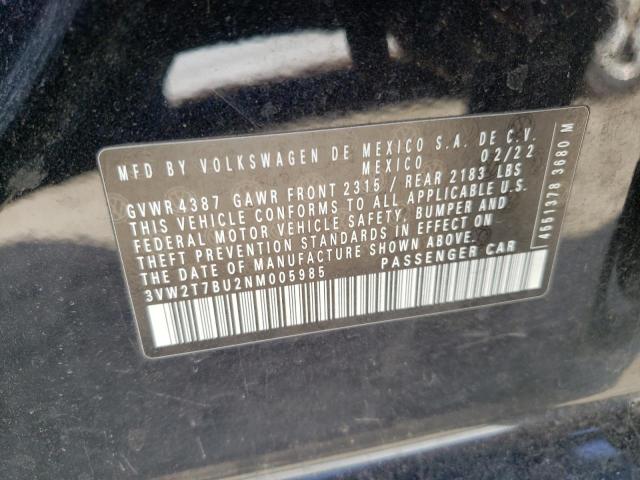 MFD BY VOLKSWAGEN DE MEXICO S.A. DE C.V.
MEXICO 02/22
GVWR 4387 GAWR FRONT 2315 / REAR 2183 LBS
THIS VEHICLE CONFORMS TO ALL APPLICABLE U.S.
FEDERAL MOTOR VEHICLE SAFETY, BUMPER AND
THEFT PREVENTION STANDARDS IN EFFECT ON
THE DATE OF MANUFACTURE SHOWN ABOVE.
3VW2T7BU2NM005985 PASSENGER CAR
4651378 3680 M